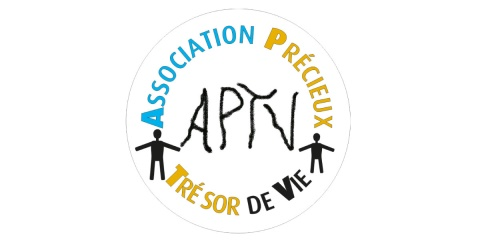 ASSOCIATION PRÉCIEUX
APTV
TRÉSOR DE VIE